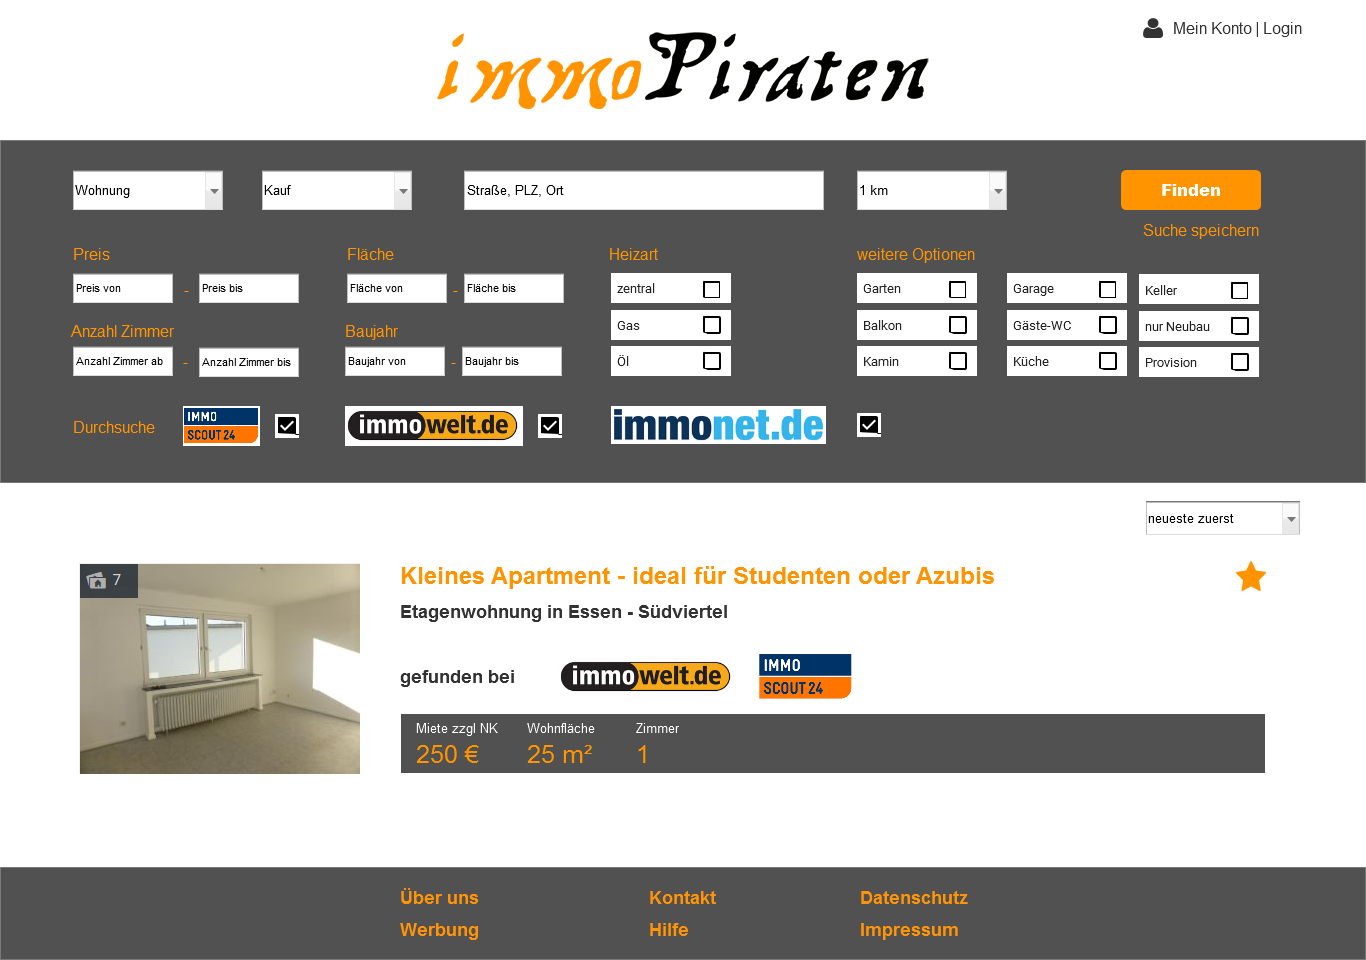 Mein Konto | Login
immoPiraten
Wohnung Kauf Straße, PLZ, Ort 1 km Finden
Suche speichern
Preis Fläche Heizart weitere Optionen
Preis von - Preis bis Fläche von - Fläche bis zentral Garten Garage Keller
Gas Balkon Gäste-WC nur Neubau
Anzahl Zimmer Baujahr
Anzahl Zimmer ab - Anzahl Zimmer bis Baujahr von - Baujahr bis Öl Kamin Küche Provision
Durchsuche IMMO SCOUT24 immowelt.de immonet.de
neueste zuerst
7
Kleines Apartment - ideal für Studenten oder Azubis
Etagenwohnung in Essen - Südviertel
gefunden bei immowelt.de IMMO SCOUT24
Miete zzgl NK Wohnfläche Zimmer
250 € 25 m² 1
Über uns Kontakt Datenschutz
Werbung Hilfe Impressum